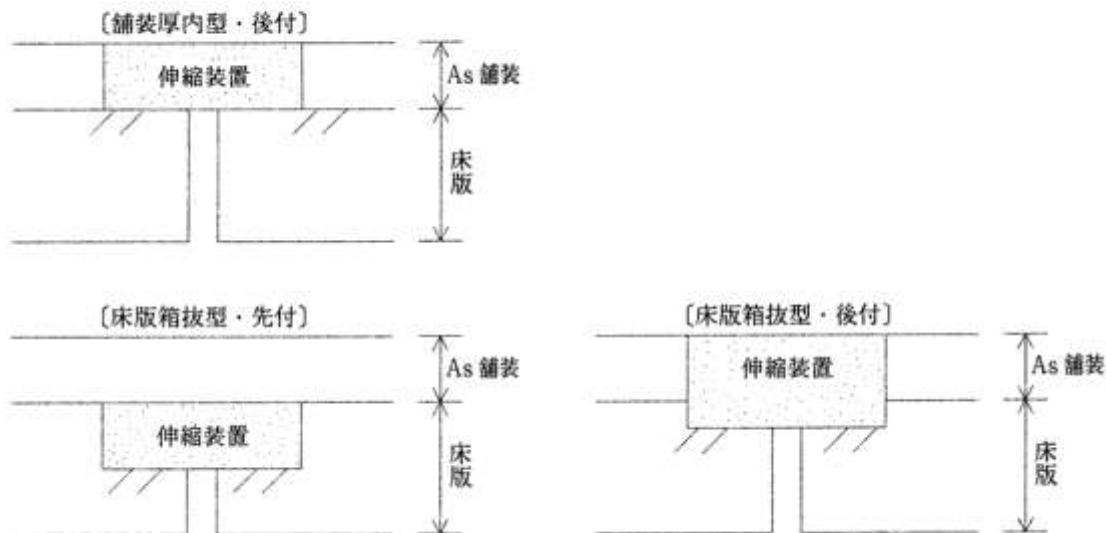 〔舗装厚内型・後付〕
伸縮装置
As 舗装
床版
〔床版箱抜型・先付〕
As 舗装
伸縮装置
床版
〔床版箱抜型・後付〕
伸縮装置
As 舗装
床版